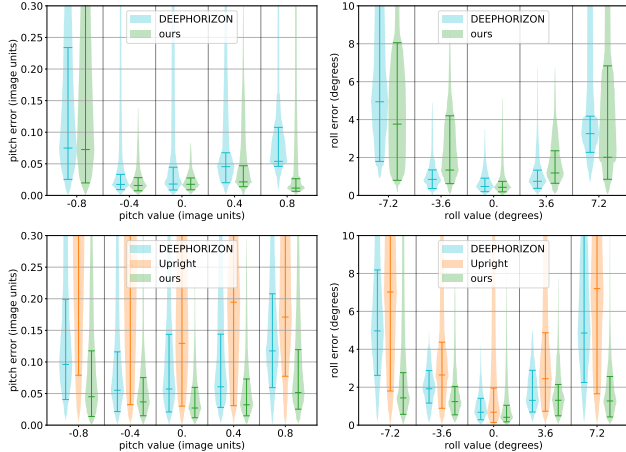 0.30
0.25
0.20
0.15
0.10
0.05
0.00
pitch error (image units)
DEEPHORIZON
ours
-0.8
-0.4
0.
0.4
0.8
pitch value (image units)
10
8
6
4
2
0
roll error (degrees)
DEEPHORIZON
ours
-7.2
-3.6
0.
3.6
7.2
roll value (degrees)
0.30
0.25
0.20
0.15
0.10
0.05
0.00
pitch error (image units)
DEEPHORIZON
Upright
ours
-0.8
-0.4
0.
0.4
0.8
pitch value (image units)
10
8
6
4
2
0
roll error (degrees)
DEEPHORIZON
Upright
ours
-7.2
-3.6
0.
3.6
7.2
roll value (degrees)